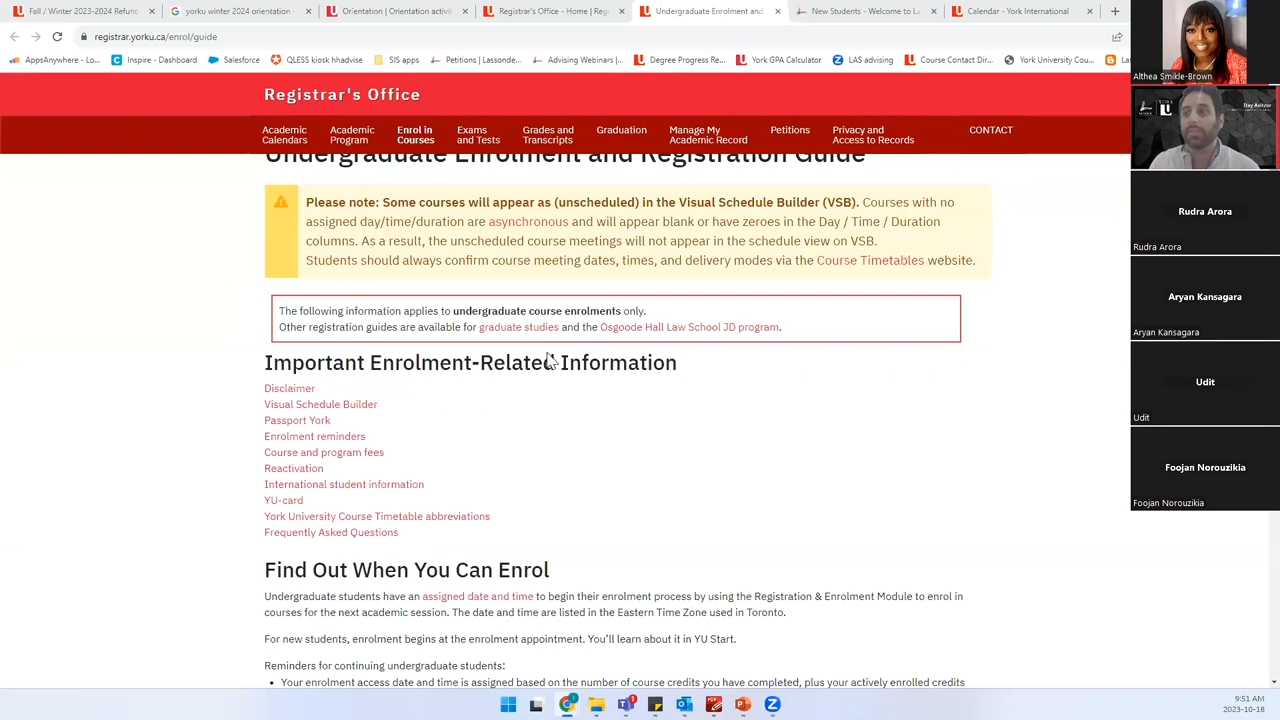 Fall / Winter 2023-2024 Refund
yorku winter 2024 orientation -
Orientation | Orientation activit
Registrar's Office - Home | Regi
Undergraduate Enrolment and
New Students - Welcome to La
Calendar - York International
registrar.yorku.ca/enrol/guide
AppsAnywhere - Lo...
Inspire - Dashboard
Salesforce
QLESS kiosk hhadvise
SIS apps
Petitions | Lassonde...
Advising Webinars |...
Degree Progress Re...
York GPA Calculator
LAS advising
Course Contact Dir...
York University Cou...
Registrar's Office
Academic Calendars
Academic Program
Enrol in Courses
Exams and Tests
Grades and Transcripts
Graduation
Manage My Academic Record
Petitions
Privacy and Access to Records
CONTACT
Undergraduate Enrolment and Registration Guide
Please note: Some courses will appear as (unscheduled) in the Visual Schedule Builder (VSB). Courses with no
assigned day/time/duration are asynchronous and will appear blank or have zeroes in the Day / Time / Duration
columns. As a result, the unscheduled course meetings will not appear in the schedule view on VSB.
Students should always confirm course meeting dates, times, and delivery modes via the Course Timetables website.
The following information applies to undergraduate course enrolments only.
Other registration guides are available for graduate studies and the Osgoode Hall Law School JD program.
Important Enrolment-Related Information
Disclaimer
Visual Schedule Builder
Passport York
Enrolment reminders
Course and program fees
Reactivation
International student information
YU-card
York University Course Timetable abbreviations
Frequently Asked Questions
Find Out When You Can Enrol
Undergraduate students have an assigned date and time to begin their enrolment process by using the Registration & Enrolment Module to enrol in
courses for the next academic session. The date and time are listed in the Eastern Time Zone used in Toronto.
For new students, enrolment begins at the enrolment appointment. You'll learn about it in YU Start.
Reminders for continuing undergraduate students:
• Your enrolment access date and time is assigned based on the number of course credits you have completed, plus your actively enrolled credits
Althea Smikle-Brown
Rudra Arora
Rudra Arora
Aryan Kansagara
Aryan Kansagara
Udit
Udit
Foojan Norouzikia
Foojan Norouzikia
9:51 AM
2023-10-18